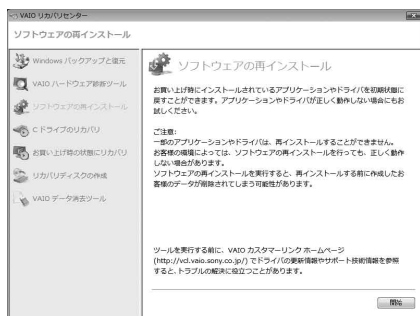 VAIO リカバリセンター
ソフトウェアの再インストール
Windows バックアップと復元
VAIO ハードウェア診断ツール
ソフトウェアの再インストール
C ドライブのリカバリ
お買い上げ時の状態にリカバリ
リカバリディスクの作成
VAIO データ消去ツール
ソフトウェアの再インストール
お買い上げ時にインストールされているアプリケーションやドライバを初期状態に
戻すことができます。アプリケーションやドライバが正しく動作しない場合にもお
試しください。
ご注意:
一部のアプリケーションやドライバは、再インストールすることができません。
お客様の環境によっては、ソフトウェアの再インストールを行っても、正しく動作
しない場合があります。
ソフトウェアの再インストールを実行すると、再インストールする前に作成したお
客様のデータが削除されてしまう可能性があります。
ツールを実行する前に、VAIO カスタマーリンク ホームページ
(http://vcl.vaio.sony.co.jp/) でドライバの更新情報やサポート技術情報を参照
すると、トラブルの解決に役立つことがあります。
開始